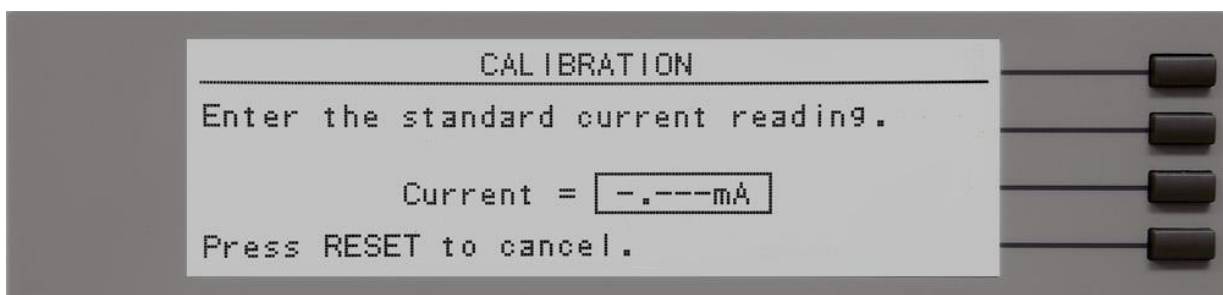 CALIBRATION
Enter the standard current reading.
Current = -.---mA
Press RESET to cancel.